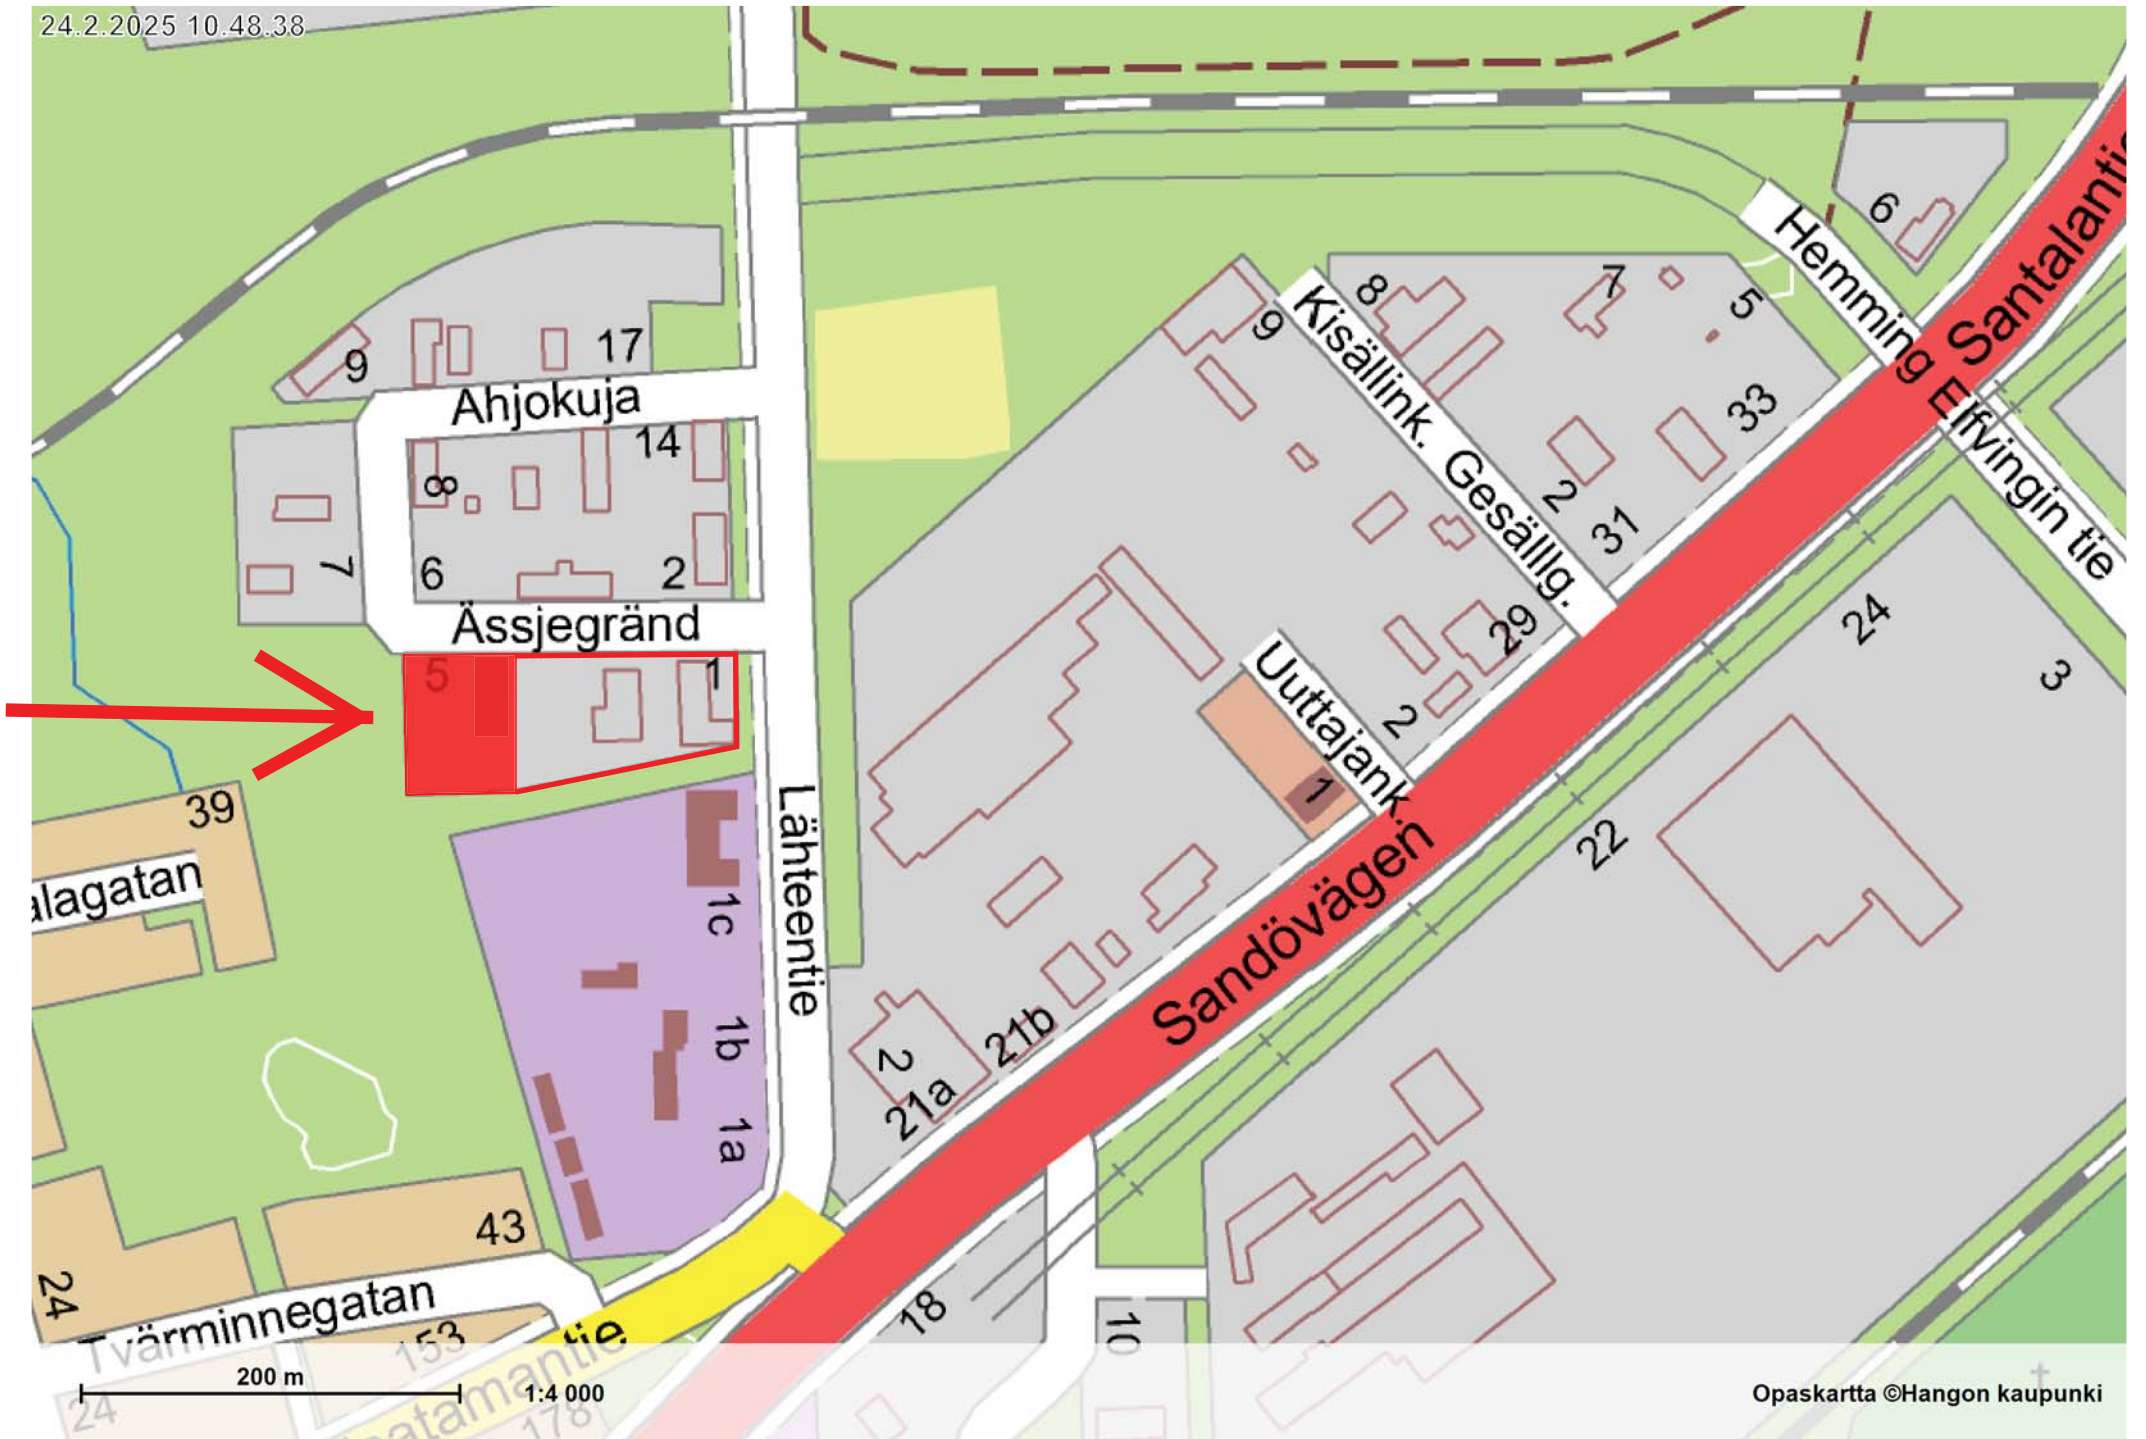 24.2.2025 10.48.38
Santalantie
6
Hemming Elfvingin tie
8
7
5
9
Kisällink. Gesällg.
17
9
Ahjokuja
33
14
8
2
31
7
6
2
Ässjegränd
29
24
3
5
1
Uuttajank.
2
1
39
Lähteentie
22
alagatan
1c
Sandövägen
1b
21b
2
21a
1a
43
24
Tvärminnegatan
18
10
153
atamantie
178
24
200 m
1:4 000
Opaskartta ©Hangon kaupunki